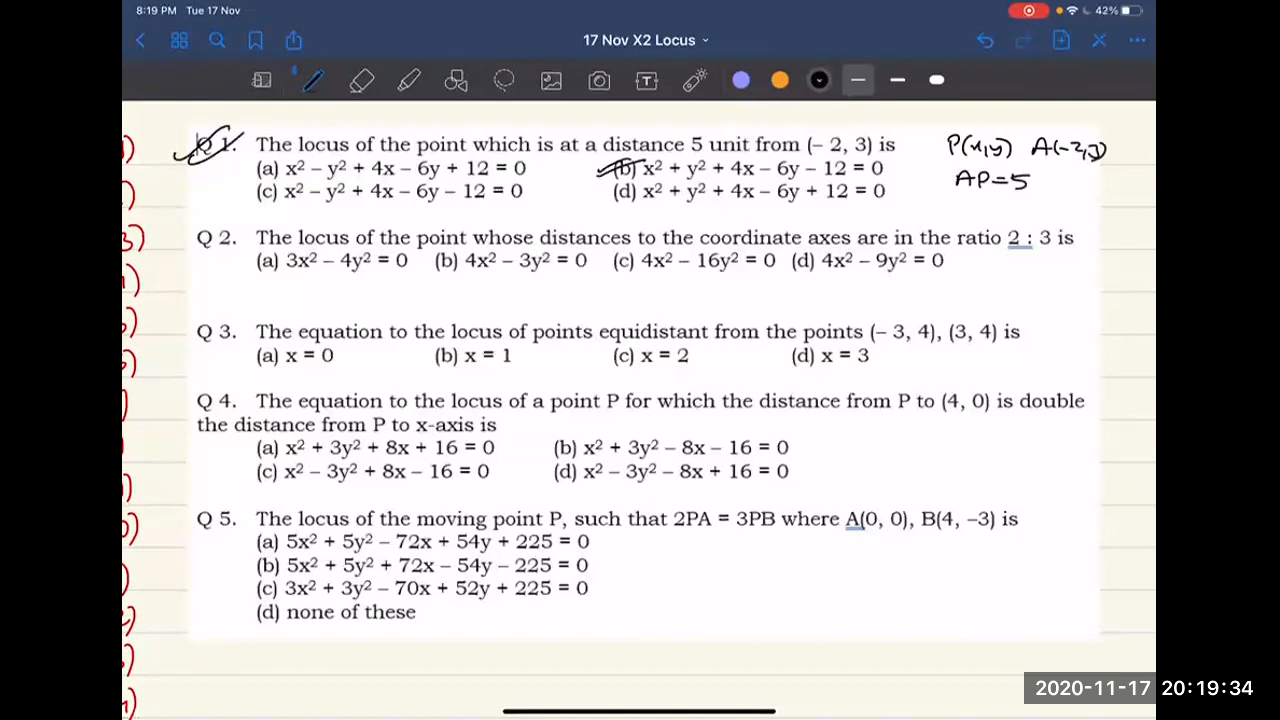 8:19 PM Tue 17 Nov
42%
17 Nov X2 Locus
Q 1. The locus of the point which is at a distance 5 unit from (– 2, 3) is
P(x,y) A(-2,3)
(a) x² – y² + 4x – 6y + 12 = 0 (b) x² + y² + 4x – 6y – 12 = 0
AP=5
(c) x² – y² + 4x – 6y – 12 = 0 (d) x² + y² + 4x – 6y + 12 = 0
3)
Q 2. The locus of the point whose distances to the coordinate axes are in the ratio 2 : 3 is
(a) 3x² – 4y² = 0 (b) 4x² – 3y² = 0 (c) 4x² – 16y² = 0 (d) 4x² – 9y² = 0
Q 3. The equation to the locus of points equidistant from the points (– 3, 4), (3, 4) is
(a) x = 0 (b) x = 1 (c) x = 2 (d) x = 3
Q 4. The equation to the locus of a point P for which the distance from P to (4, 0) is double
the distance from P to x-axis is
(a) x² + 3y² + 8x + 16 = 0 (b) x² + 3y² – 8x – 16 = 0
(c) x² – 3y² + 8x – 16 = 0 (d) x² – 3y² – 8x + 16 = 0
Q 5. The locus of the moving point P, such that 2PA = 3PB where A(0, 0), B(4, –3) is
(a) 5x² + 5y² – 72x + 54y + 225 = 0
(b) 5x² + 5y² + 72x – 54y – 225 = 0
(c) 3x² + 3y² – 70x + 52y + 225 = 0
(d) none of these
2020-11-17 20:19:34